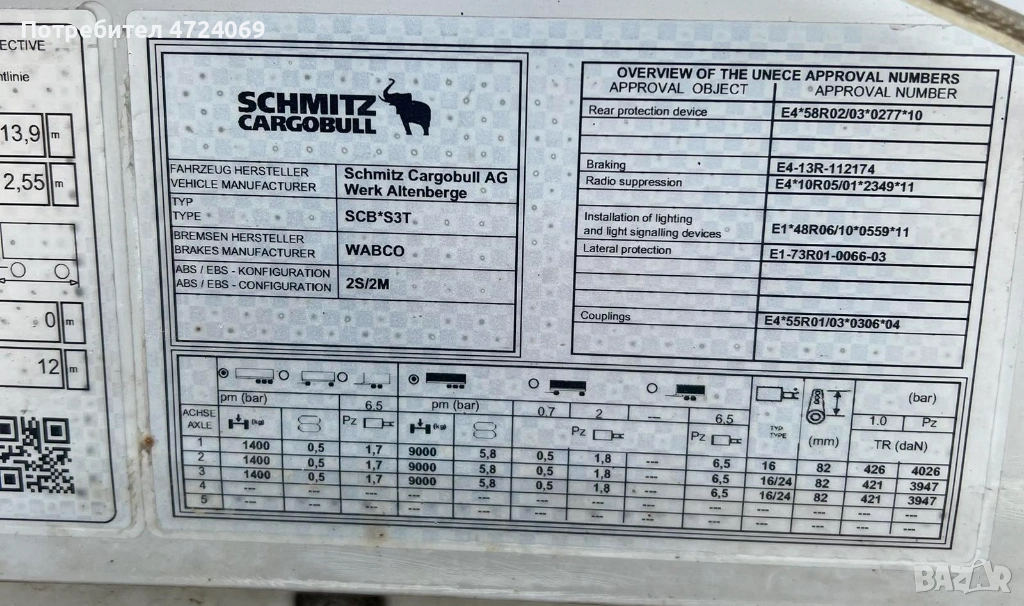 Потребител 4724069
ECTIVE
ntlinie
13,9 m
2,55 m
0 m
12 m
SCHMITZ
CARGOBULL
FAHRZEUG HERSTELLER
VEHICLE MANUFACTURER
Schmitz Cargobull AG
Werk Altenberge
TYP
TYPE
SCB*S3T
BREMSEN HERSTELLER
BRAKES MANUFACTURER
WABCO
ABS / EBS - KONFIGURATION
ABS / EBS - CONFIGURATION
2S/2M
OVERVIEW OF THE UNECE APPROVAL NUMBERS
APPROVAL OBJECT APPROVAL NUMBER
Rear protection device E4*58R02/03*0277*10
Braking E4-13R-112174
Radio suppression E4*10R05/01*2349*11
Installation of lighting
and light signalling devices E1*48R06/10*0559*11
Lateral protection E1-73R01-0066-03
Couplings E4*55R01/03*0306*04
pm (bar) 6.5 pm (bar) 0.7 2 --- 6.5 (bar)
ACHSE
AXLE
(kg) Pz (kg) Pz Pz TYP
TYPE
(mm) 1.0 Pz
TR (daN)
1 1400 0,5 1,7 9000 5,8 0,5 1,8 --- 6,5 16 82 426 4026
2 1400 0,5 1,7 9000 5,8 0,5 1,8 --- 6,5 16/24 82 421 3947
3 1400 0,5 1,7 9000 5,8 0,5 1,8 --- 6,5 16/24 82 421 3947
4 --- --- --- --- --- --- --- --- --- --- --- --- ---
5 --- --- --- --- --- --- --- --- --- --- --- --- ---
BAZAR